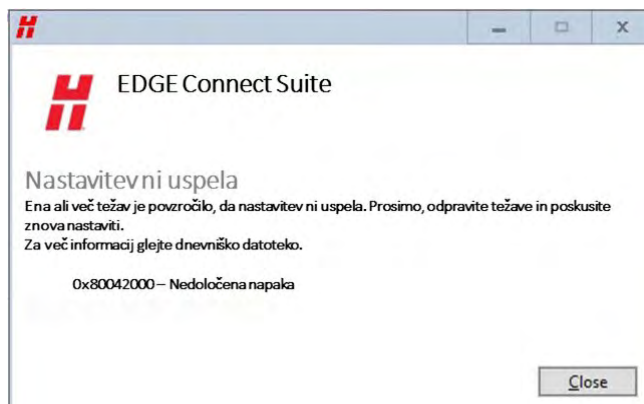 EDGE Connect Suite
Nastavitev ni uspela
Ena ali več težav je povzročilo, da nastavitev ni uspela. Prosimo, odpravite težave in poskusite
znova nastaviti.
Za več informacij glejte dnevniško datoteko.
0x80042000 – Nedoločena napaka
Close